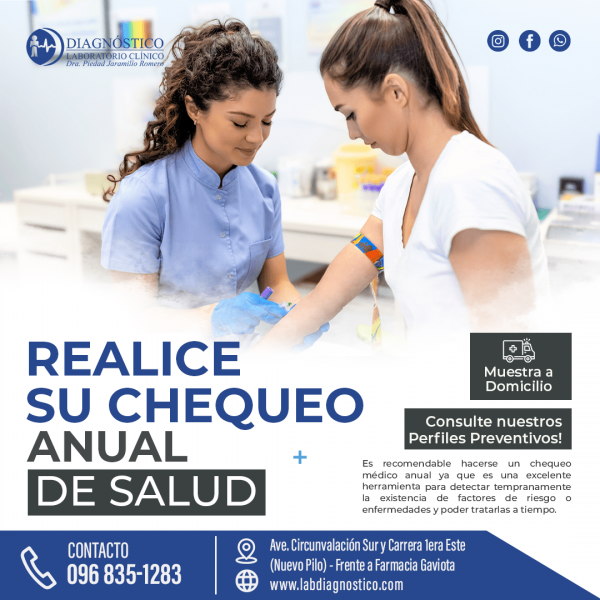 DIAGNÓSTICO
LABORATORIO CLÍNICO
Dra. Piedad Jaramillo Romero
REALICE
SU CHEQUEO
ANUAL
DE SALUD
Muestra a
Domicilio
Consulte nuestros
Perfiles Preventivos!
Es recomendable hacerse un chequeo
médico anual ya que es una excelente
herramienta para detectar tempranamente
la existencia de factores de riesgo o
enfermedades y poder tratarlas a tiempo.
CONTACTO
096 835-1283
Ave. Circunvalación Sur y Carrera 1era Este
(Nuevo Pilo) - Frente a Farmacia Gaviota
www.labdiagnostico.com